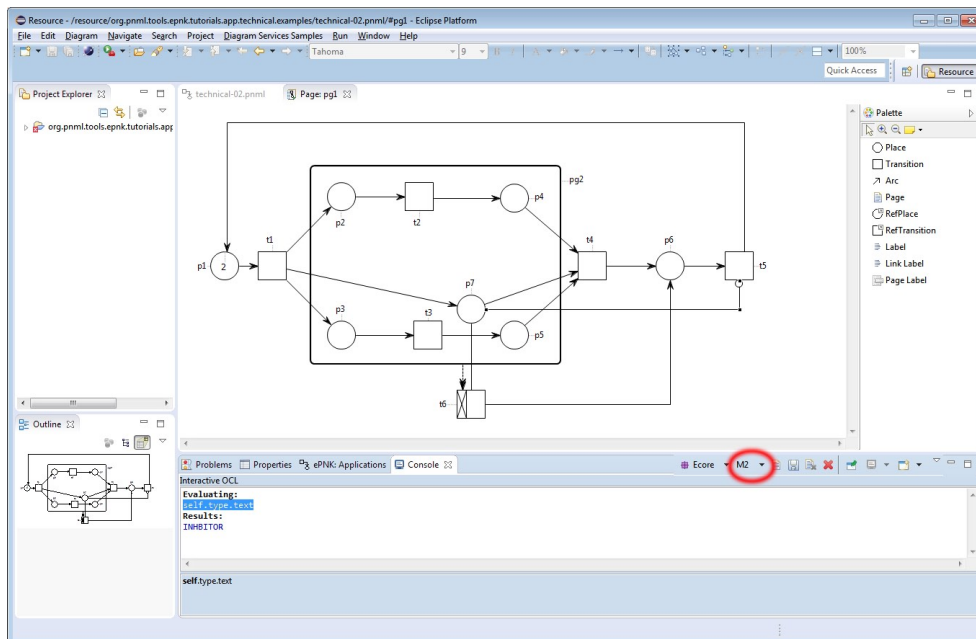 Resource - /resource/org.pnml.tools.epnk.tutorials.app.technical.examples/technical-02.pnml/#pg1 - Eclipse Platform
File Edit Diagram Navigate Search Project Diagram Services Samples Run Window Help
Tahoma 9 100%
Quick Access Resource
Project Explorer
org.pnml.tools.epnk.tutorials.app
technical-02.pnml Page: pg1
Palette
Place
Transition
Arc
Page
RefPlace
RefTransition
Label
Link Label
Page Label
pg2
p2
t2
p4
t1
t4
p6
p1
2
t5
p7
p3
t3
p5
t6
Outline
Problems Properties ePNK: Applications Console
Ecore M2
Interactive OCL
Evaluating:
self.type.text
Results:
INHBITOR
self.type.text